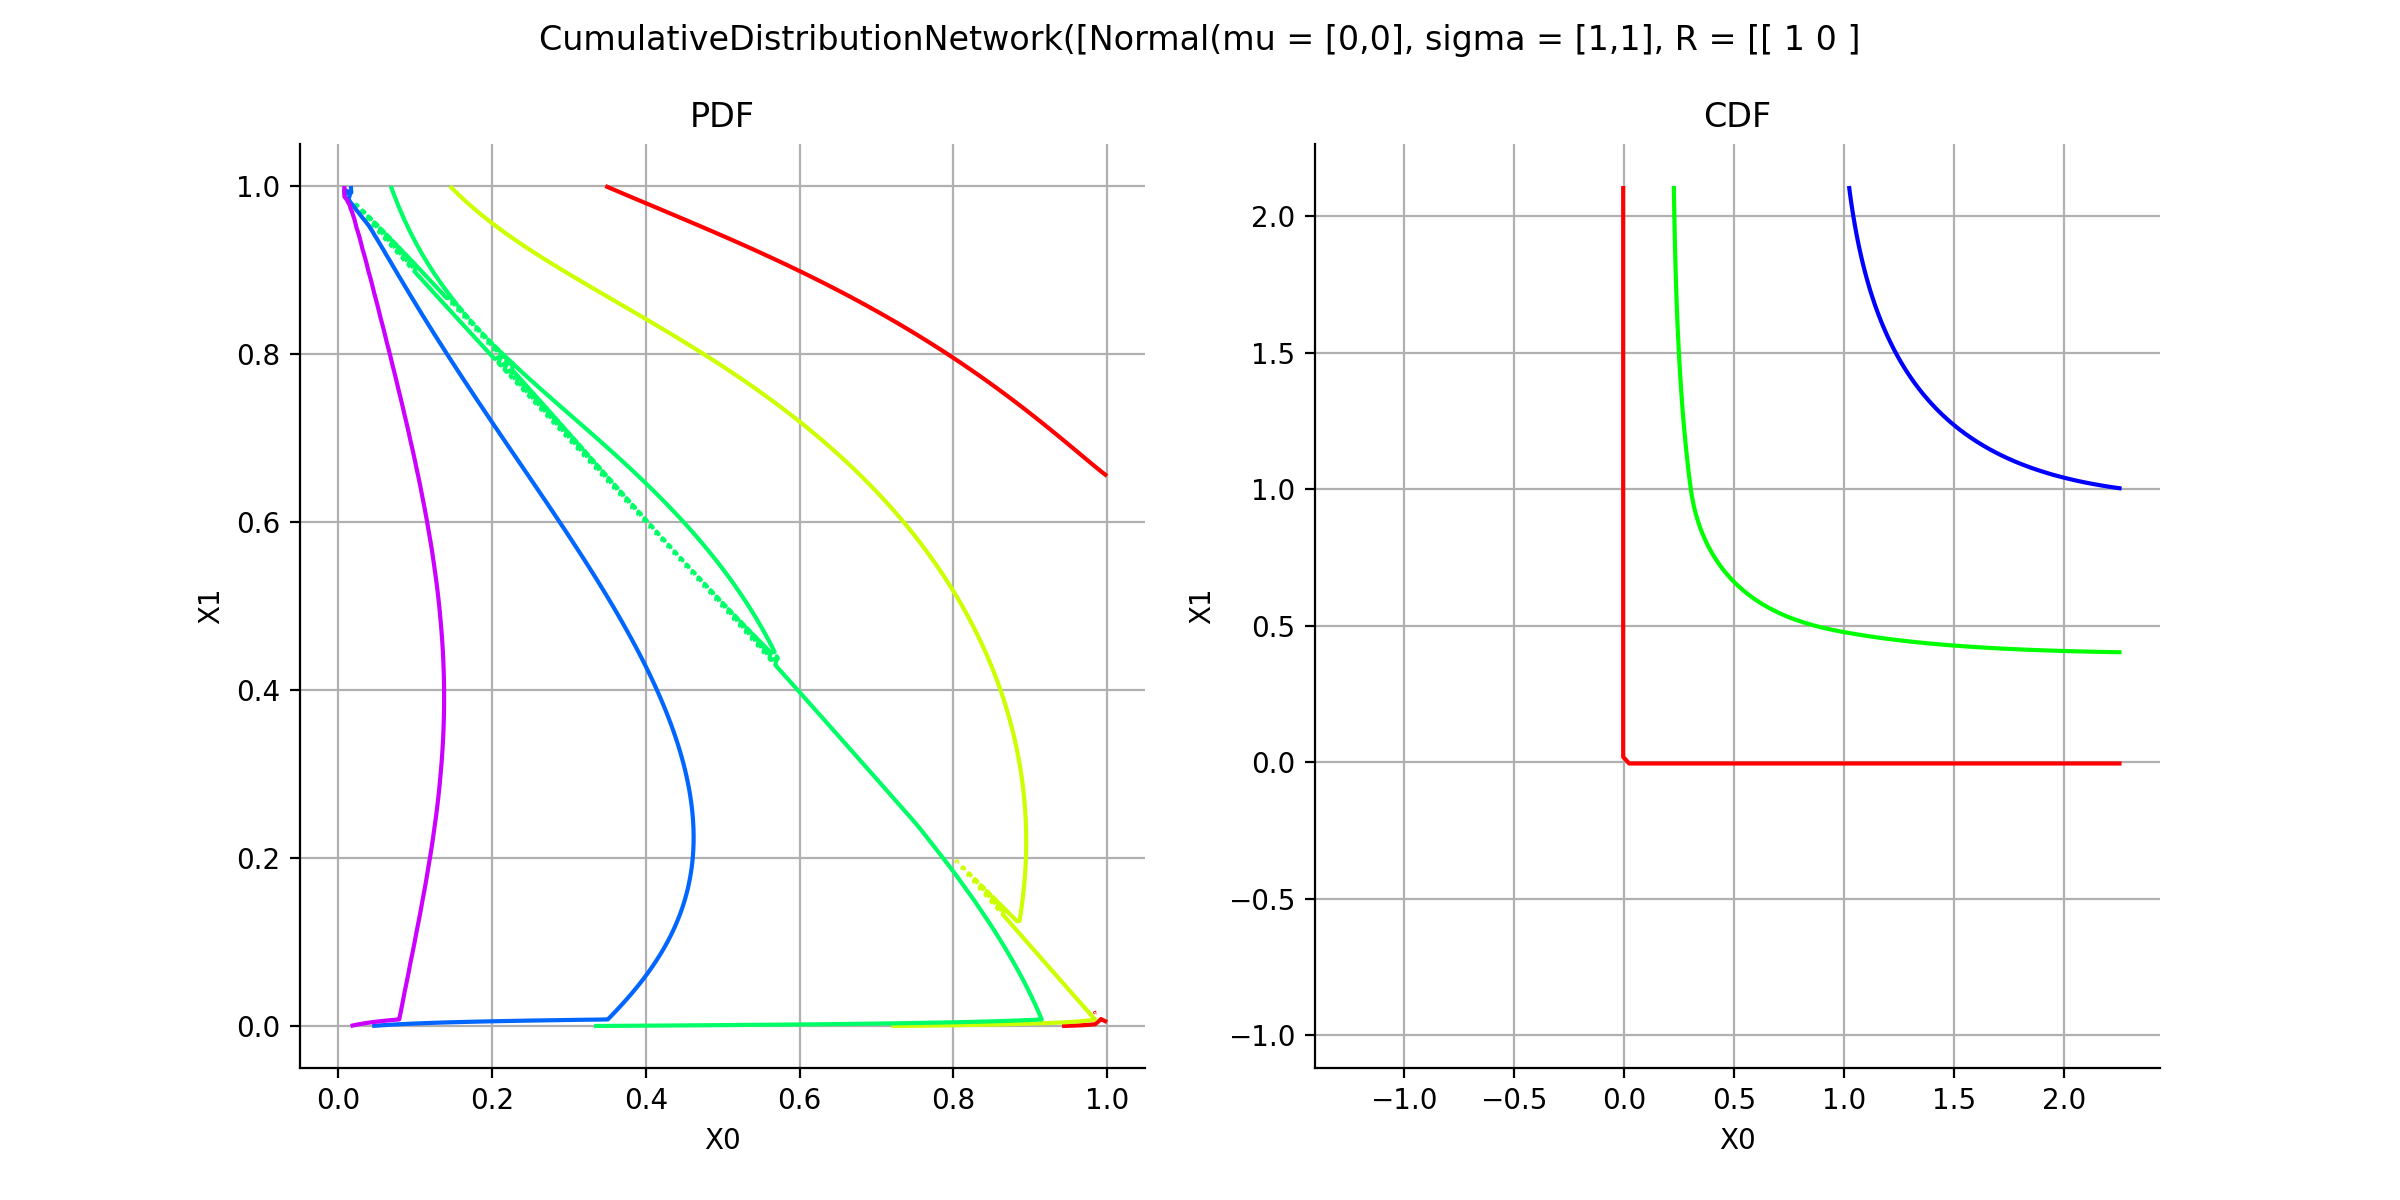 CumulativeDistributionNetwork([Normal(mu = [0,0], sigma = [1,1], R = [[ 1 0 ]
PDF
1.0
0.8
0.6
0.4
0.2
0.0
X1
0.0 0.2 0.4 0.6 0.8 1.0
X0
CDF
2.0
1.5
1.0
0.5
0.0
−0.5
−1.0
X1
−1.0 −0.5 0.0 0.5 1.0 1.5 2.0
X0